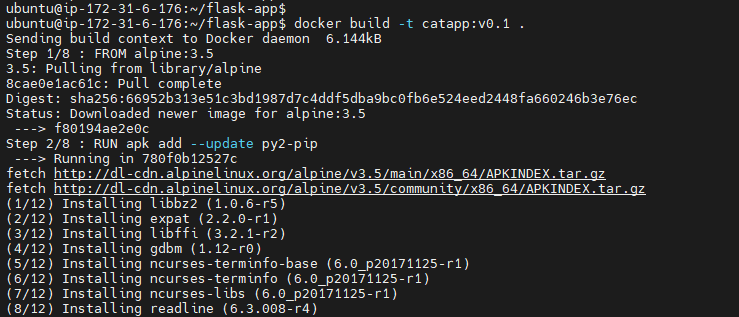 ubuntu@ip-172-31-6-176:~/flask-app$
ubuntu@ip-172-31-6-176:~/flask-app$ docker build -t catapp:v0.1 .
Sending build context to Docker daemon  6.144kB
Step 1/8 : FROM alpine:3.5
3.5: Pulling from library/alpine
8cae0e1ac61c: Pull complete
Digest: sha256:66952b313e51c3bd1987d7c4ddf5dba9bc0fb6e524eed2448fa660246b3e76ec
Status: Downloaded newer image for alpine:3.5
 ---> f80194ae2e0c
Step 2/8 : RUN apk add --update py2-pip
 ---> Running in 780f0b12527c
fetch http://dl-cdn.alpinelinux.org/alpine/v3.5/main/x86_64/APKINDEX.tar.gz
fetch http://dl-cdn.alpinelinux.org/alpine/v3.5/community/x86_64/APKINDEX.tar.gz
(1/12) Installing libbz2 (1.0.6-r5)
(2/12) Installing expat (2.2.0-r1)
(3/12) Installing libffi (3.2.1-r2)
(4/12) Installing gdbm (1.12-r0)
(5/12) Installing ncurses-terminfo-base (6.0_p20171125-r1)
(6/12) Installing ncurses-terminfo (6.0_p20171125-r1)
(7/12) Installing ncurses-libs (6.0_p20171125-r1)
(8/12) Installing readline (6.3.008-r4)